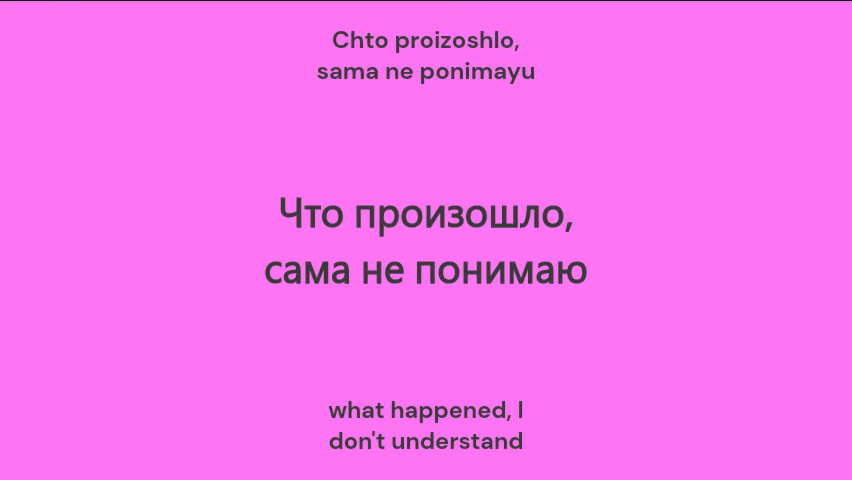 Chto proizoshlo,
sama ne ponimayu
Что произошло,
сама не понимаю
what happened, I
don't understand